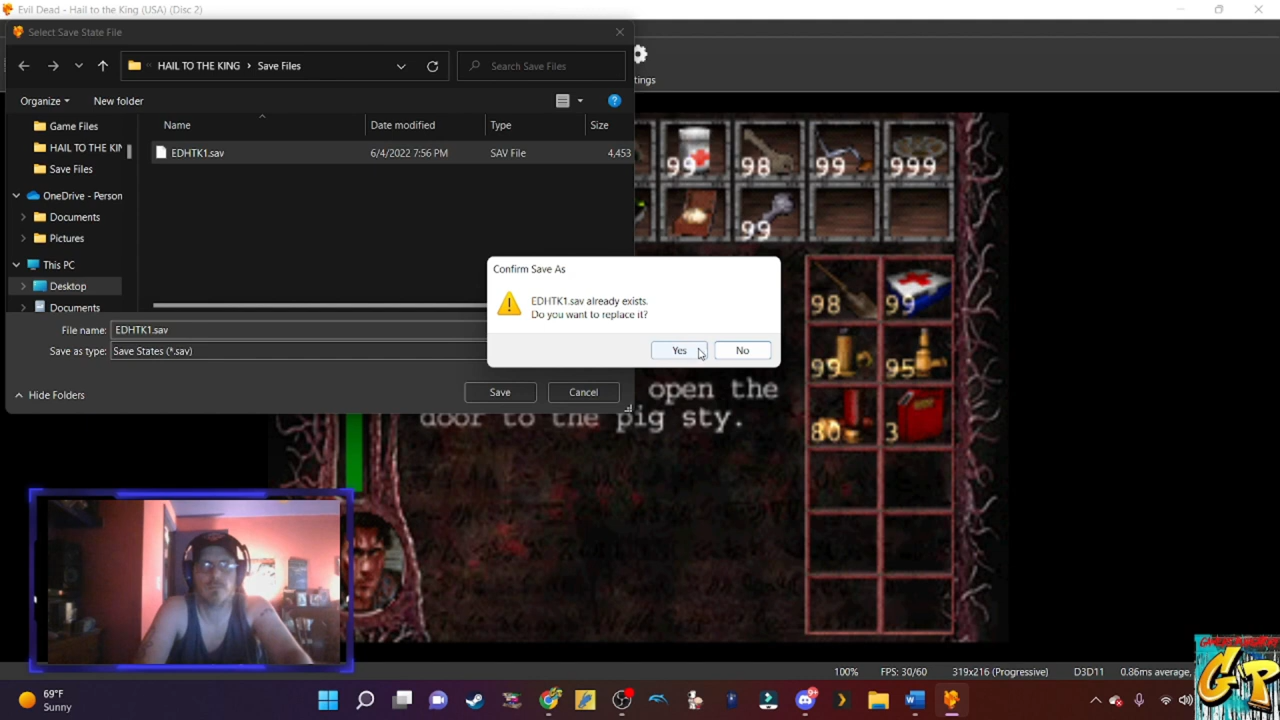 Evil Dead - Hail to the King (USA) (Disc 2)
Select Save State File
HAIL TO THE KING > Save Files
Search Save Files
tings
Organize
New folder
Name
Date modified
Type
Size
Game Files
HAIL TO THE KIN
Save Files
OneDrive - Person
Documents
Pictures
This PC
Desktop
Documents
EDHTK1.sav
6/4/2022 7:56 PM
SAV File
4,453
99
98
99
999
99
Confirm Save As
EDHTK1.sav already exists.
Do you want to replace it?
Yes
No
File name:
EDHTK1.sav
Save as type:
Save States (*.sav)
Hide Folders
Save
Cancel
98
99
99
95
80
3
open the
door to the pig sty.
100%
FPS: 30/60
319x216 (Progressive)
D3D11
0.86ms average,
GP
69°F
Sunny